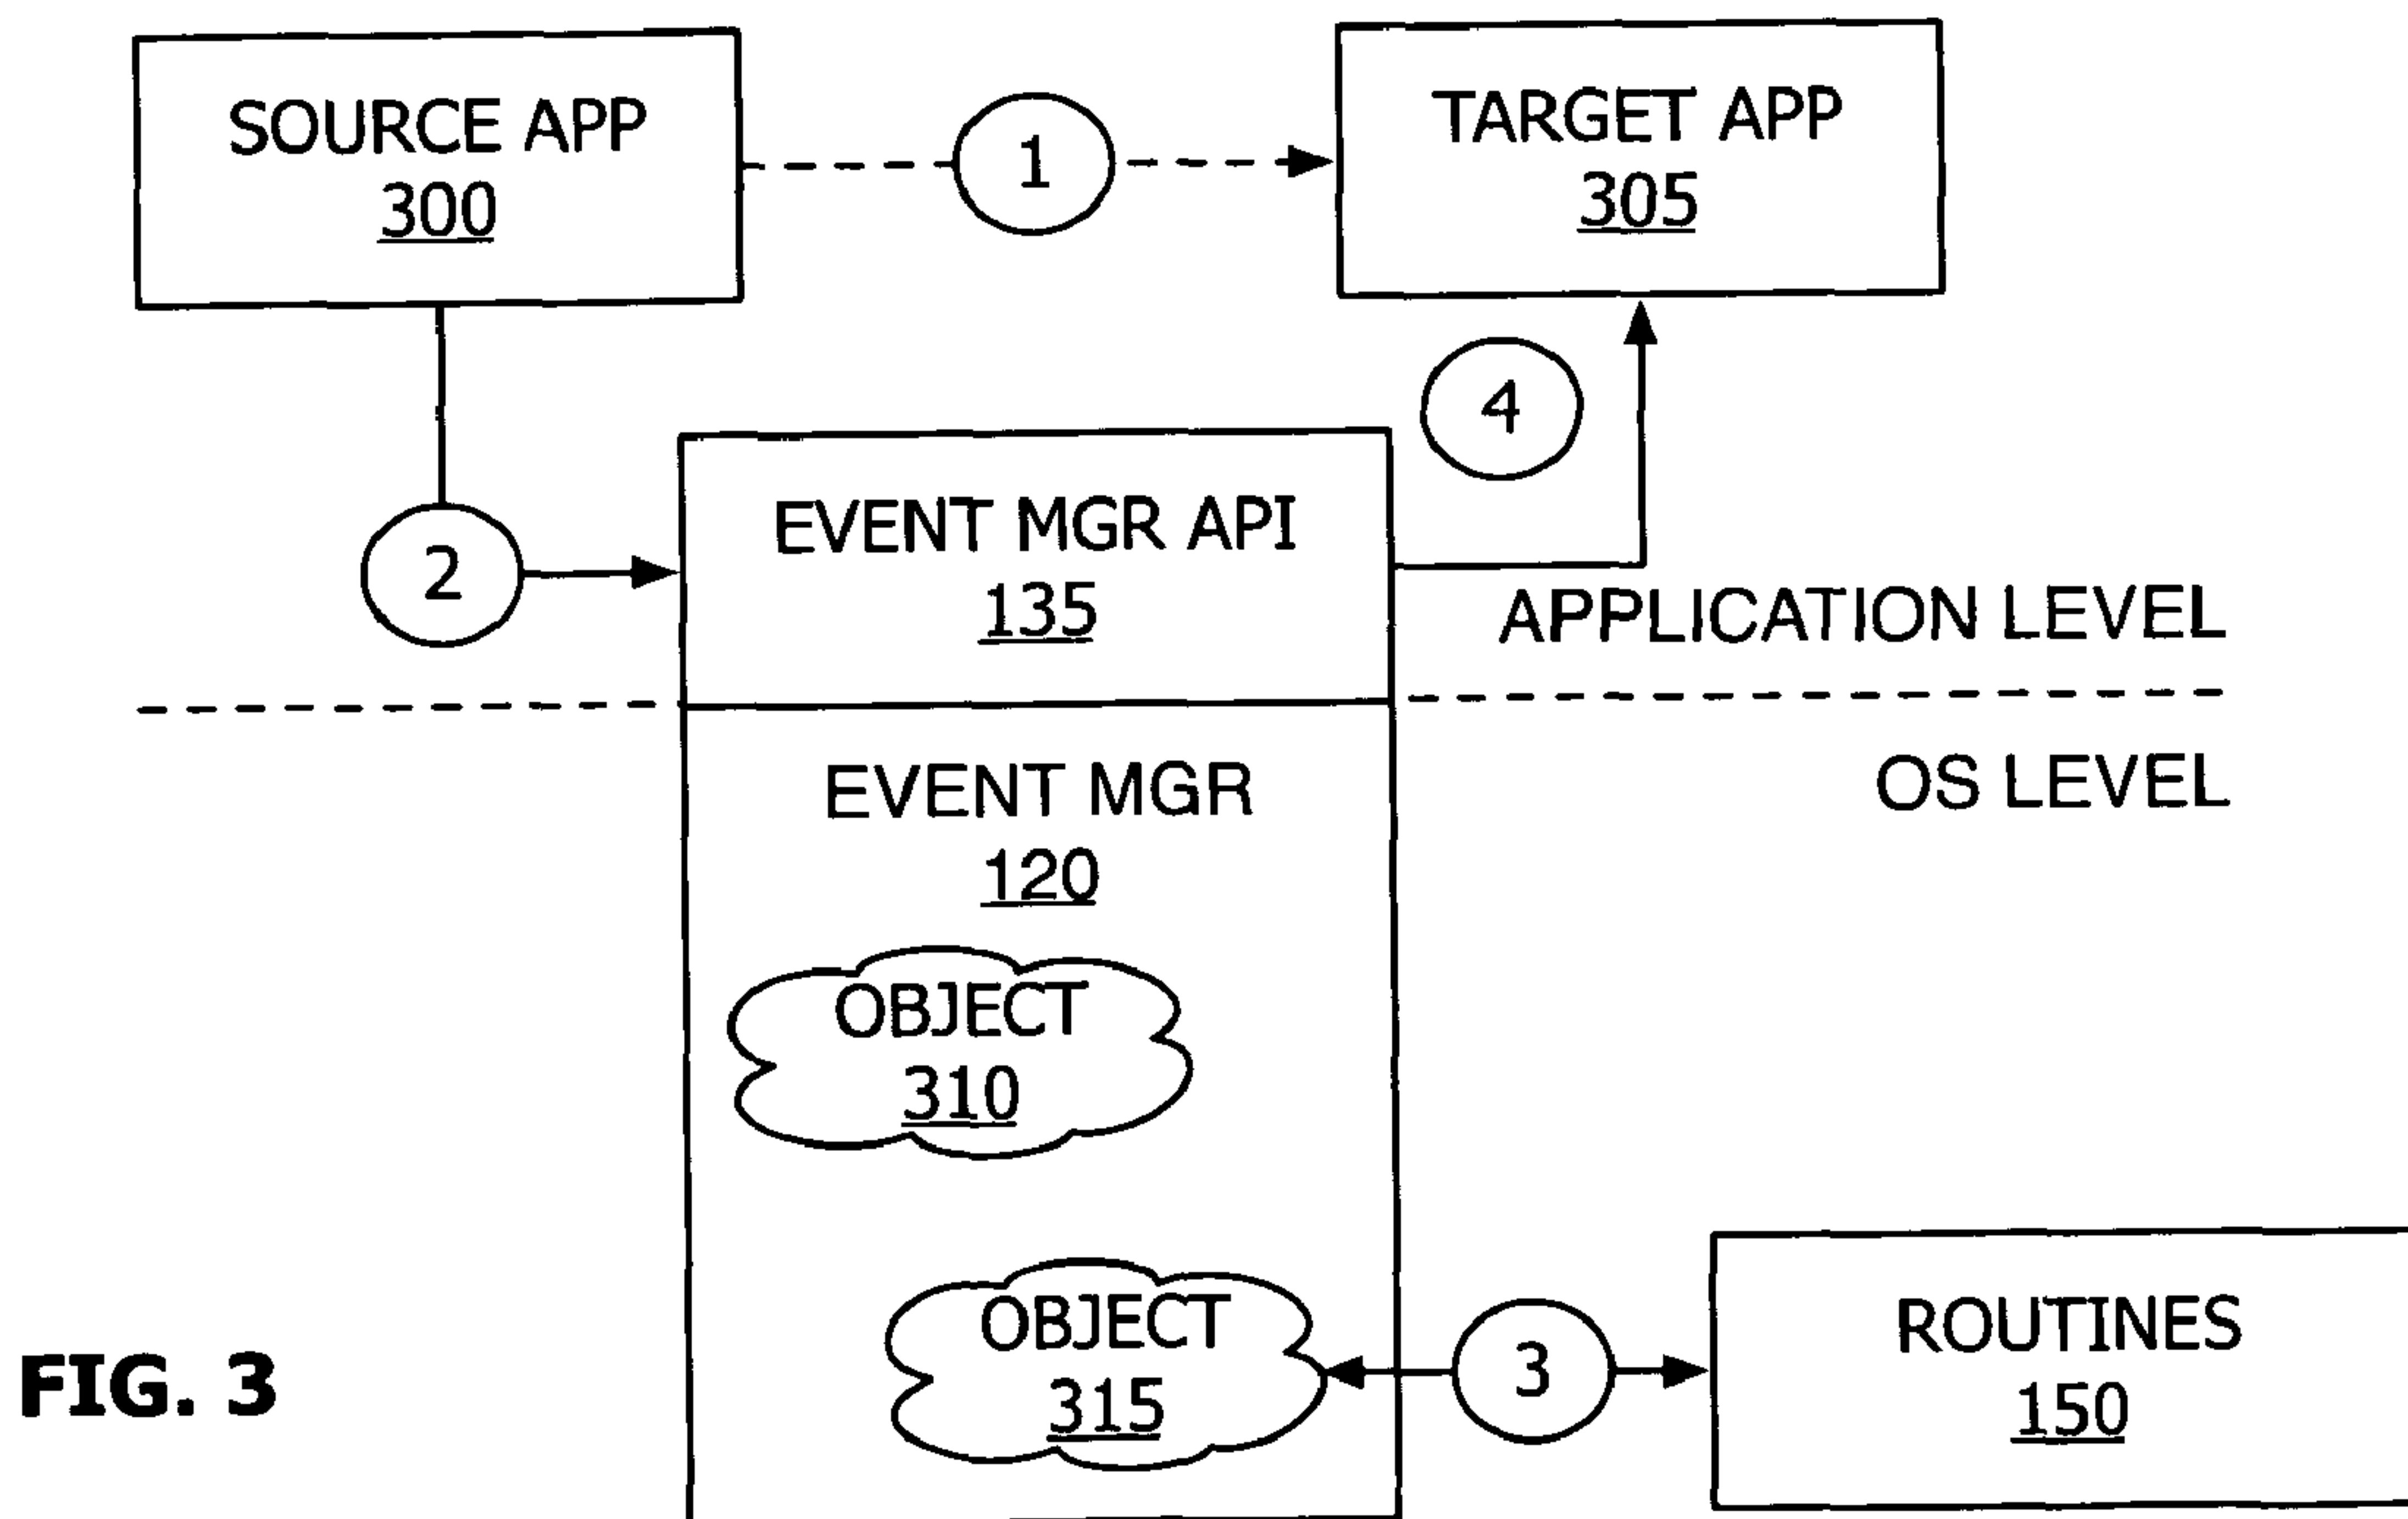 SOURCE APP
300
1
TARGET APP
305
4
2
EVENT MGR API
135
APPLICATION LEVEL
EVENT MGR
120
OS LEVEL
OBJECT
310
OBJECT
315
3
ROUTINES
150
FIG. 3